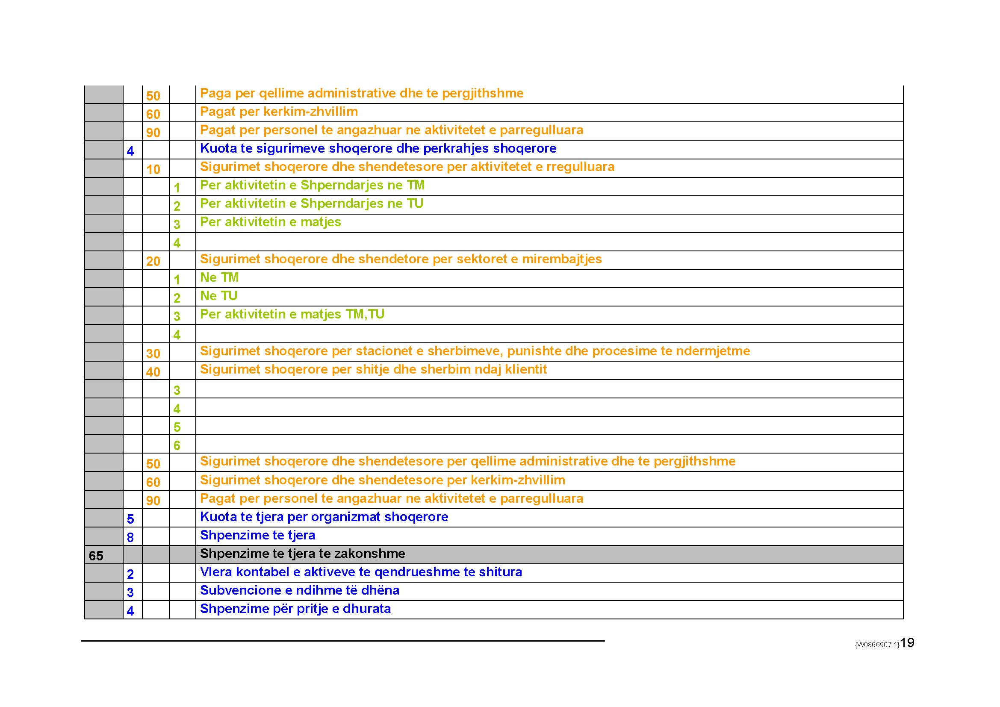 50 Paga per qellime administrative dhe te pergjithshme
60 Pagat per kerkim-zhvillim
90 Pagat per personel te angazhuar ne aktivitetet e parregulluara
4 Kuota te sigurimeve shoqerore dhe perkrahjes shoqerore
10 Sigurimet shoqerore dhe shendetesore per aktivitetet e rregulluara
1 Per aktivitetin e Shperndarjes ne TM
2 Per aktivitetin e Shperndarjes ne TU
3 Per aktivitetin e matjes
4
20 Sigurimet shoqerore dhe shendetore per sektoret e mirembajtjes
1 Ne TM
2 Ne TU
3 Per aktivitetin e matjes TM,TU
4
30 Sigurimet shoqerore per stacionet e sherbimeve, punishte dhe procesime te ndermjetme
40 Sigurimet shoqerore per shitje dhe sherbim ndaj klientit
3
4
5
6
50 Sigurimet shoqerore dhe shendetesore per qellime administrative dhe te pergjithshme
60 Sigurimet shoqerore dhe shendetesore per kerkim-zhvillim
90 Pagat per personel te angazhuar ne aktivitetet e parregulluara
5 Kuota te tjera per organizmat shoqerore
8 Shpenzime te tjera
65 Shpenzime te tjera te zakonshme
2 Vlera kontabel e aktiveve te qendrueshme te shitura
3 Subvencione e ndihme të dhëna
4 Shpenzime për pritje e dhurata
{W0866907.1}19